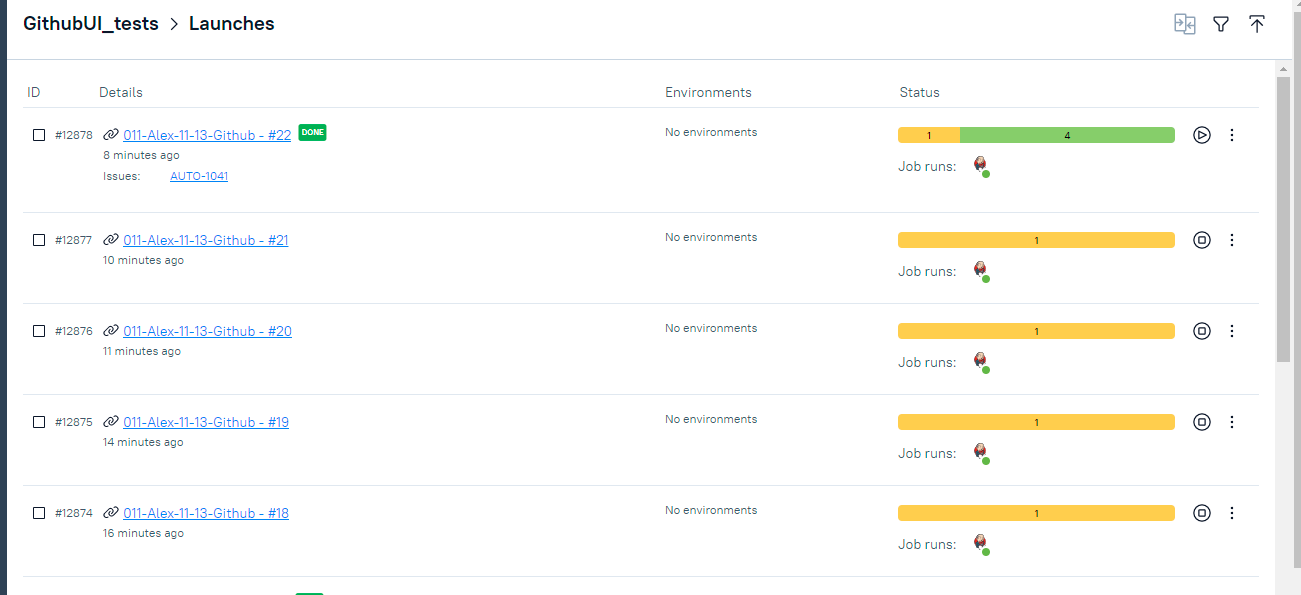 GithubUI_tests > Launches
ID Details Environments Status
#12878 011-Alex-11-13-Github - #22 DONE No environments 1 4
8 minutes ago Job runs:
Issues: AUTO-1041
#12877 011-Alex-11-13-Github - #21 No environments 1
10 minutes ago Job runs:
#12876 011-Alex-11-13-Github - #20 No environments 1
11 minutes ago Job runs:
#12875 011-Alex-11-13-Github - #19 No environments 1
14 minutes ago Job runs:
#12874 011-Alex-11-13-Github - #18 No environments 1
16 minutes ago Job runs: